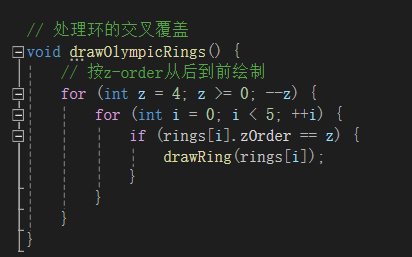 // 处理环的交叉覆盖
void drawOlympicRings() {
    // 按z-order从后到前绘制
    for (int z = 4; z >= 0; --z) {
        for (int i = 0; i < 5; ++i) {
            if (rings[i].zOrder == z) {
                drawRing(rings[i]);
            }
        }
    }
}